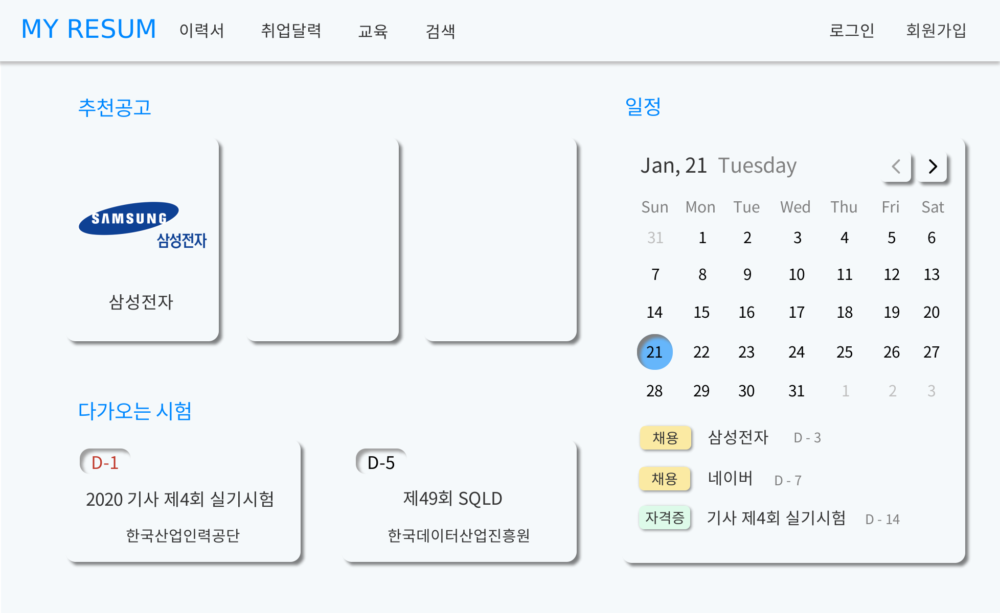 MY RESUM 이력서 취업달력 교육 검색 로그인 회원가입
추천공고
SAMSUNG
삼성전자
삼성전자
다가오는 시험
D-1
2020 기사 제4회 실기시험
한국산업인력공단
D-5
제49회 SQLD
한국데이터산업진흥원
일정
Jan, 21 Tuesday
Sun Mon Tue Wed Thu Fri Sat
31 1 2 3 4 5 6
7 8 9 10 11 12 13
14 15 16 17 18 19 20
21 22 23 24 25 26 27
28 29 30 31 1 2 3
채용 삼성전자 D - 3
채용 네이버 D - 7
자격증 기사 제4회 실기시험 D - 14